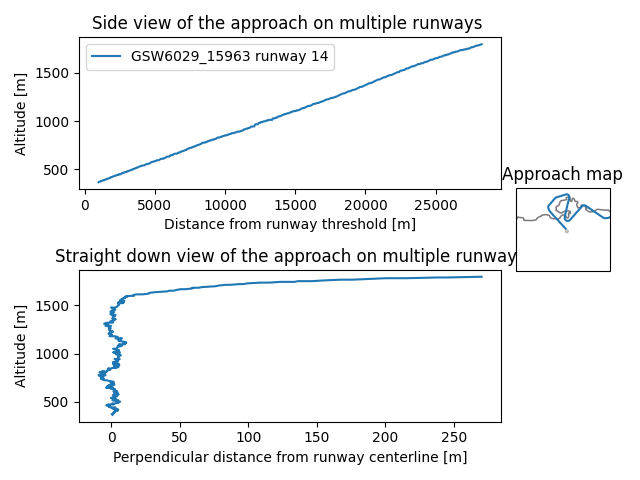 Side view of the approach on multiple runways
GSW6029_15963 runway 14
1500
1000
500
Altitude [m]
0 5000 10000 15000 20000 25000
Distance from runway threshold [m]
Approach map
Straight down view of the approach on multiple runway
1500
1000
500
Altitude [m]
0 50 100 150 200 250
Perpendicular distance from runway centerline [m]